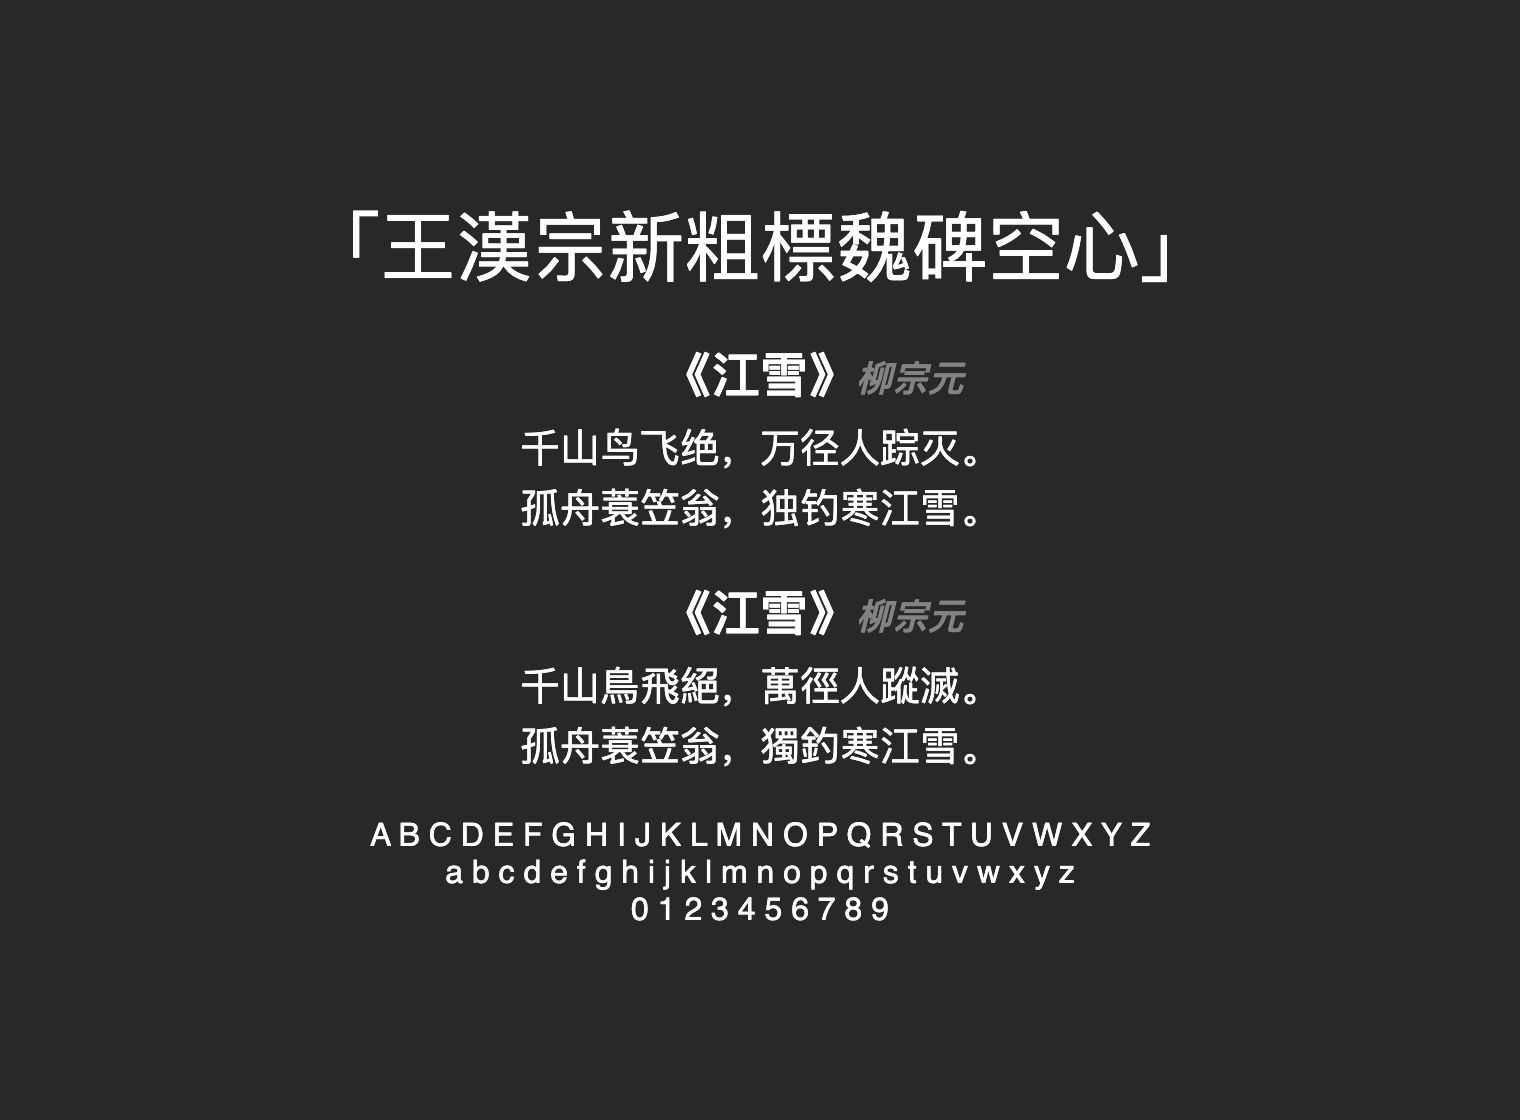 「王漢宗新粗標魏碑空心」
《江雪》 柳宗元
千山鸟飞绝，万径人踪灭。
孤舟蓑笠翁，独钓寒江雪。
《江雪》 柳宗元
千山鳥飛絕，萬徑人蹤滅。
孤舟蓑笠翁，獨釣寒江雪。
A B C D E F G H I J K L M N O P Q R S T U V W X Y Z
a b c d e f g h i j k l m n o p q r s t u v w x y z
0 1 2 3 4 5 6 7 8 9